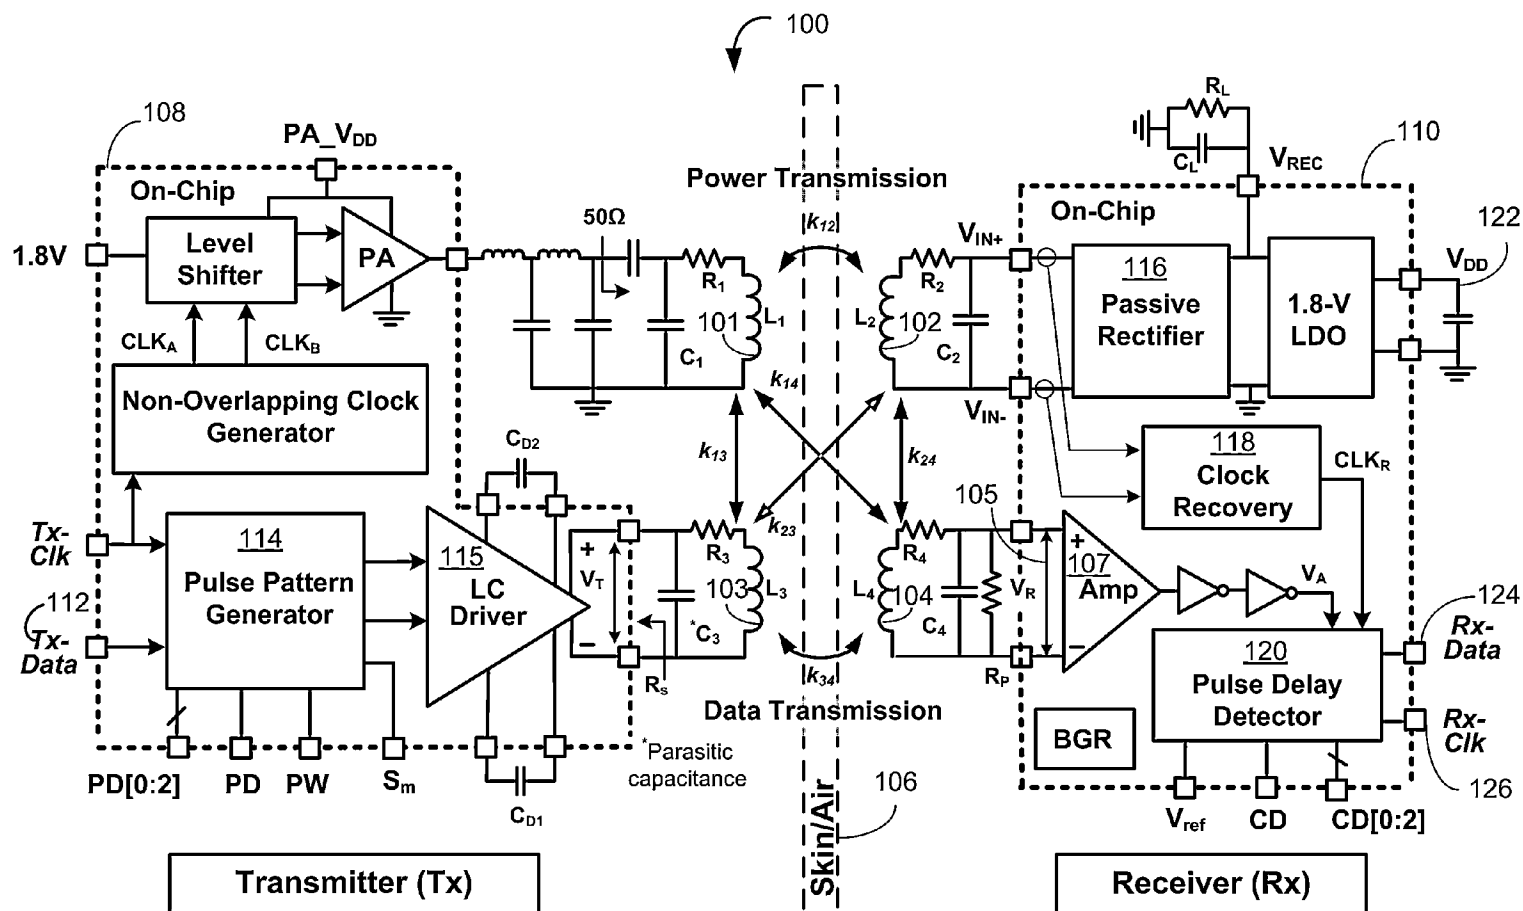 100
108
PA_VDD
On-Chip
1.8V
Level
Shifter
PA
CLKA
CLKB
Non-Overlapping Clock
Generator
50Ω
R1
C1
101
L1
Power Transmission
k12
k14
k13
k23
k24
k34
Data Transmission
Skin/Air
106
L2
102
R2
C2
VIN+
VIN-
RL
CL
VREC
110
On-Chip
116
Passive
Rectifier
1.8-V
LDO
VDD
122
118
Clock
Recovery
CLKR
Tx-
Clk
112
Tx-
Data
114
Pulse Pattern
Generator
115
LC
Driver
CD2
CD1
+
VT
−
Rs
R3
*C3
103
L3
*Parasitic
capacitance
PD[0:2]
PD
PW
Sm
L4
104
R4
C4
RP
105
VR
+
107
Amp
−
VA
120
Pulse Delay
Detector
BGR
124
Rx-
Data
Rx-
Clk
126
Vref
CD
CD[0:2]
Transmitter (Tx)
Receiver (Rx)